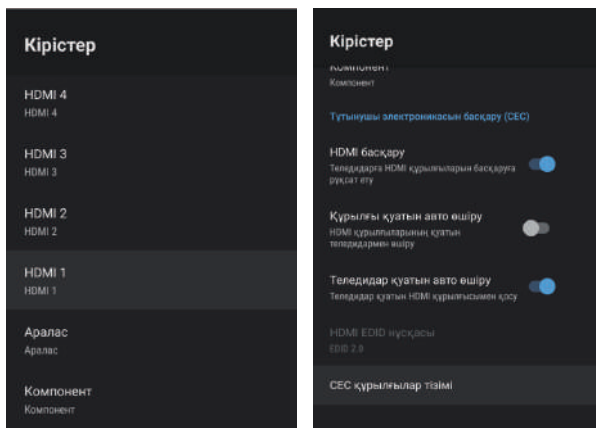 Кірістер
HDMI 4
HDMI 4
HDMI 3
HDMI 3
HDMI 2
HDMI 2
HDMI 1
HDMI 1
Аралас
Аралас
Компонент
Компонент
Кірістер
Компонент
Компонент
Тұтынушы электроникасын басқару (CEC)
HDMI басқару
Теледидарға HDMI құрылғыларын басқаруға
рұқсат ету
Құрылғы қуатын авто өшіру
HDMI құрылғыларының қуатын
теледидармен өшіру
Теледидар қуатын авто өшіру
Теледидар қуатын HDMI құрылғысымен қосу
HDMI EDID нұсқасы
EDID 2.0
CEC құрылғылар тізімі